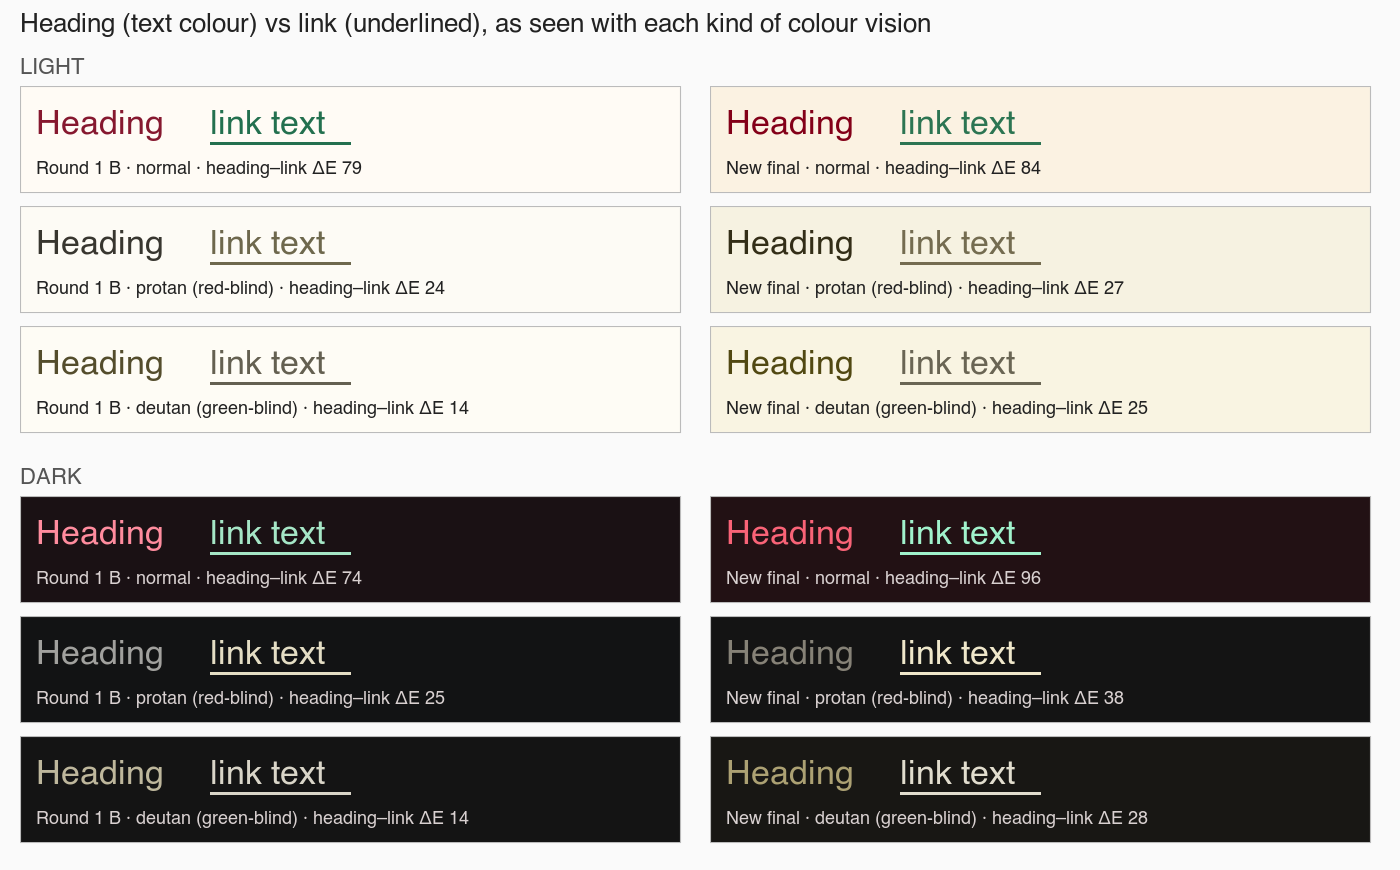 Heading (text colour) vs link (underlined), as seen with each kind of colour vision
LIGHT
Heading link text
Round 1 B · normal · heading–link ΔE 79
Heading link text
New final · normal · heading–link ΔE 84
Heading link text
Round 1 B · protan (red-blind) · heading–link ΔE 24
Heading link text
New final · protan (red-blind) · heading–link ΔE 27
Heading link text
Round 1 B · deutan (green-blind) · heading–link ΔE 14
Heading link text
New final · deutan (green-blind) · heading–link ΔE 25
DARK
Heading link text
Round 1 B · normal · heading–link ΔE 74
Heading link text
New final · normal · heading–link ΔE 96
Heading link text
Round 1 B · protan (red-blind) · heading–link ΔE 25
Heading link text
New final · protan (red-blind) · heading–link ΔE 38
Heading link text
Round 1 B · deutan (green-blind) · heading–link ΔE 14
Heading link text
New final · deutan (green-blind) · heading–link ΔE 28